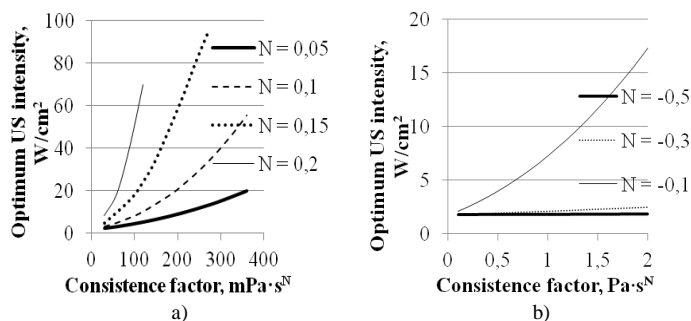 Optimum US intensity,
W/cm²
100
80
60
40
20
0
N = 0,05
N = 0,1
N = 0,15
N = 0,2
0 100 200 300 400
Consistence factor, mPa·s^N
a)
Optimum US intensity,
W/cm²
20
15
10
5
0
N = -0,5
N = -0,3
N = -0,1
0 0,5 1 1,5 2
Consistence factor, Pa·s^N
b)